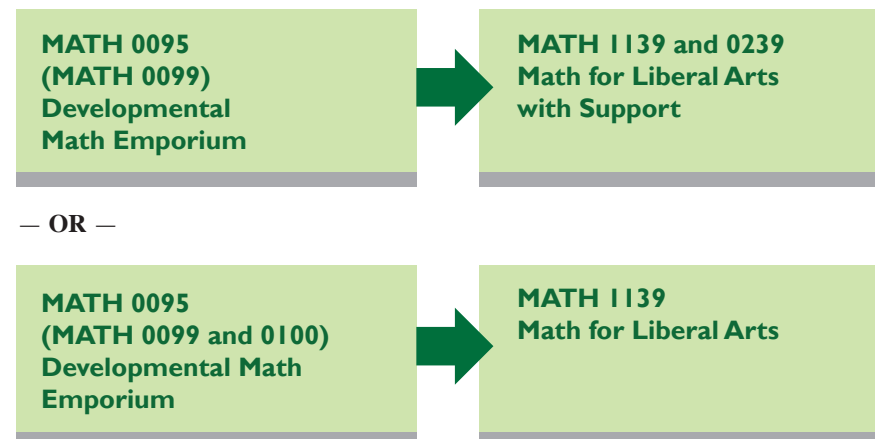 MATH 0095
(MATH 0099)
Developmental
Math Emporium
MATH 1139 and 0239
Math for Liberal Arts
with Support
— OR —
MATH 0095
(MATH 0099 and 0100)
Developmental Math
Emporium
MATH 1139
Math for Liberal Arts